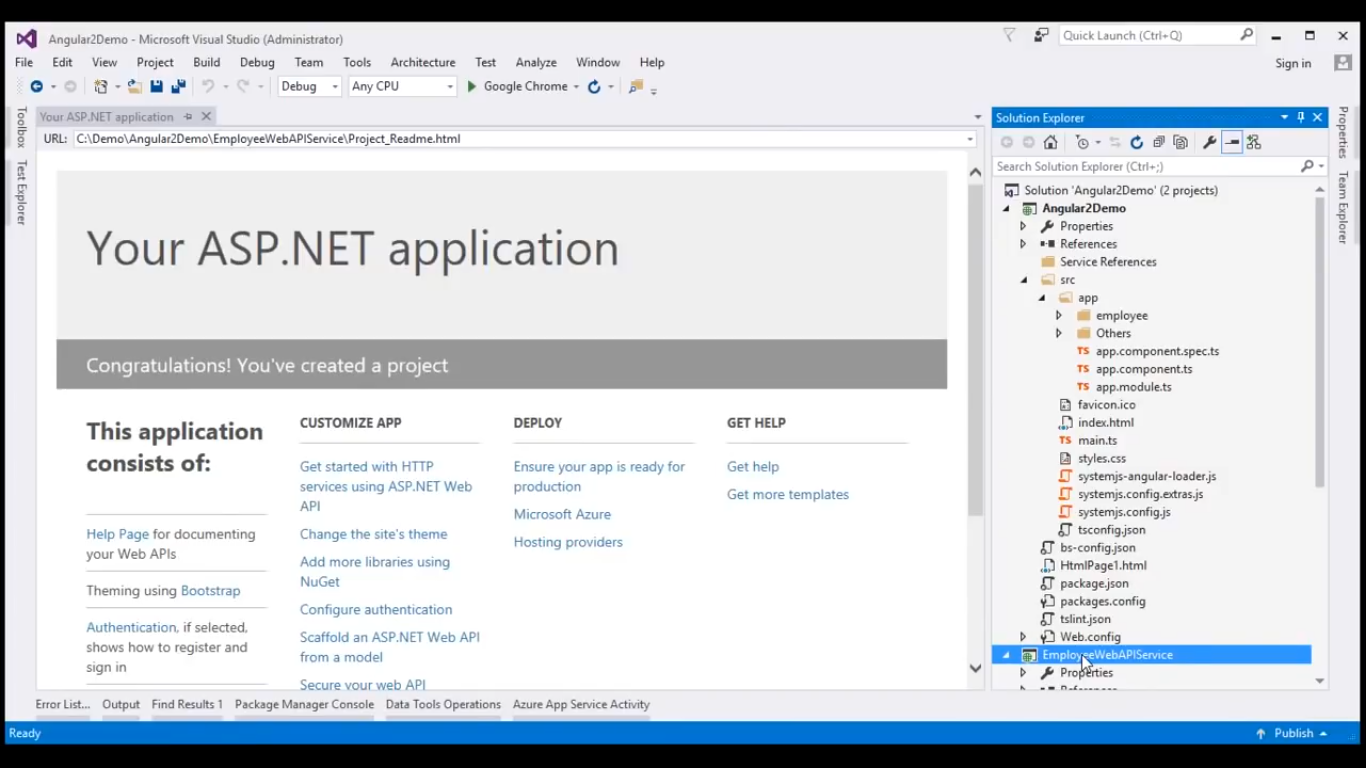 Angular2Demo - Microsoft Visual Studio (Administrator)
Quick Launch (Ctrl+Q)
File Edit View Project Build Debug Team Tools Architecture Test Analyze Window Help
Sign in
Debug Any CPU Google Chrome
Toolbox
Test Explorer
Your ASP.NET application
URL: C:\Demo\Angular2Demo\EmployeeWebAPIService\Project_Readme.html
Your ASP.NET application
Congratulations! You've created a project
This application
consists of:
Help Page for documenting
your Web APIs
Theming using Bootstrap
Authentication, if selected,
shows how to register and
sign in
CUSTOMIZE APP
Get started with HTTP
services using ASP.NET Web
API
Change the site's theme
Add more libraries using
NuGet
Configure authentication
Scaffold an ASP.NET Web API
from a model
Secure your web API
DEPLOY
Ensure your app is ready for
production
Microsoft Azure
Hosting providers
GET HELP
Get help
Get more templates
Solution Explorer
Search Solution Explorer (Ctrl+;)
Solution 'Angular2Demo' (2 projects)
Angular2Demo
Properties
References
Service References
src
app
employee
Others
TS app.component.spec.ts
TS app.component.ts
TS app.module.ts
favicon.ico
index.html
TS main.ts
styles.css
systemjs-angular-loader.js
systemjs.config.extras.js
systemjs.config.js
tsconfig.json
bs-config.json
HtmlPage1.html
package.json
packages.config
tslint.json
Web.config
EmployeeWebAPIService
Properties
References
Properties
Team Explorer
Error List... Output Find Results 1 Package Manager Console Data Tools Operations Azure App Service Activity
Ready
Publish